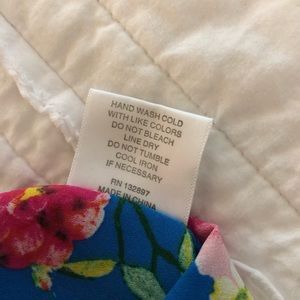 HAND WASH COLD
WITH LIKE COLORS
DO NOT BLEACH
LINE DRY
DO NOT TUMBLE
COOL IRON
IF NECESSARY
RN 132897
MADE IN CHINA